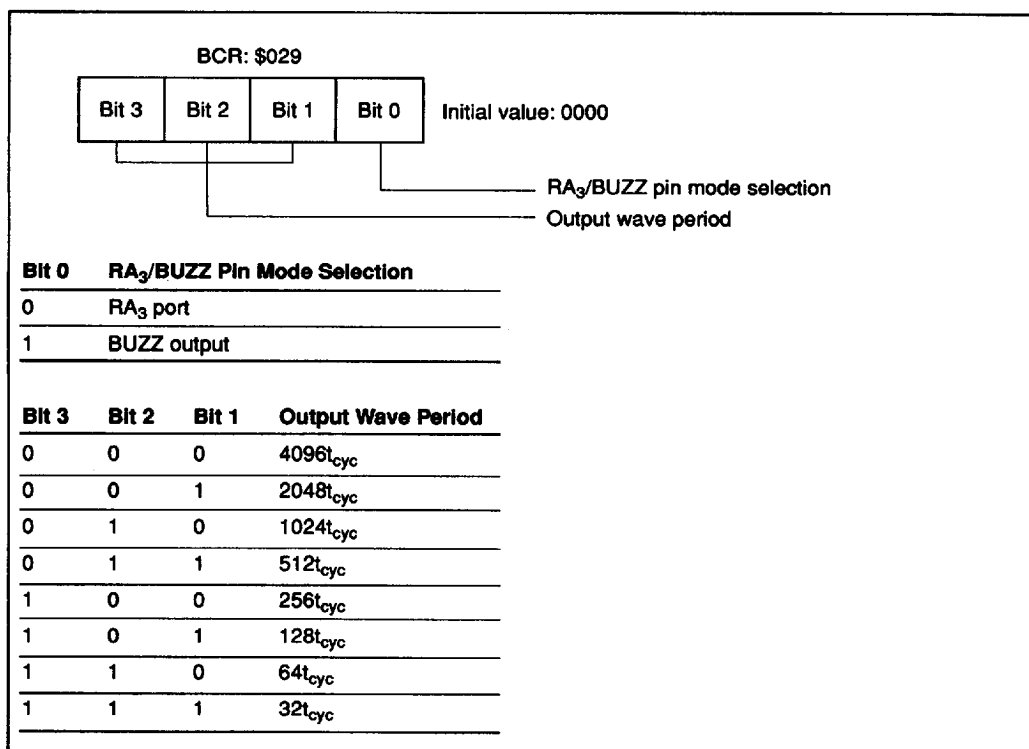 BCR: $029
Bit 3 Bit 2 Bit 1 Bit 0 Initial value: 0000
RA3/BUZZ pin mode selection
Output wave period
Bit 0 RA3/BUZZ Pin Mode Selection
0 RA3 port
1 BUZZ output
Bit 3 Bit 2 Bit 1 Output Wave Period
0 0 0 4096tcyc
0 0 1 2048tcyc
0 1 0 1024tcyc
0 1 1 512tcyc
1 0 0 256tcyc
1 0 1 128tcyc
1 1 0 64tcyc
1 1 1 32tcyc